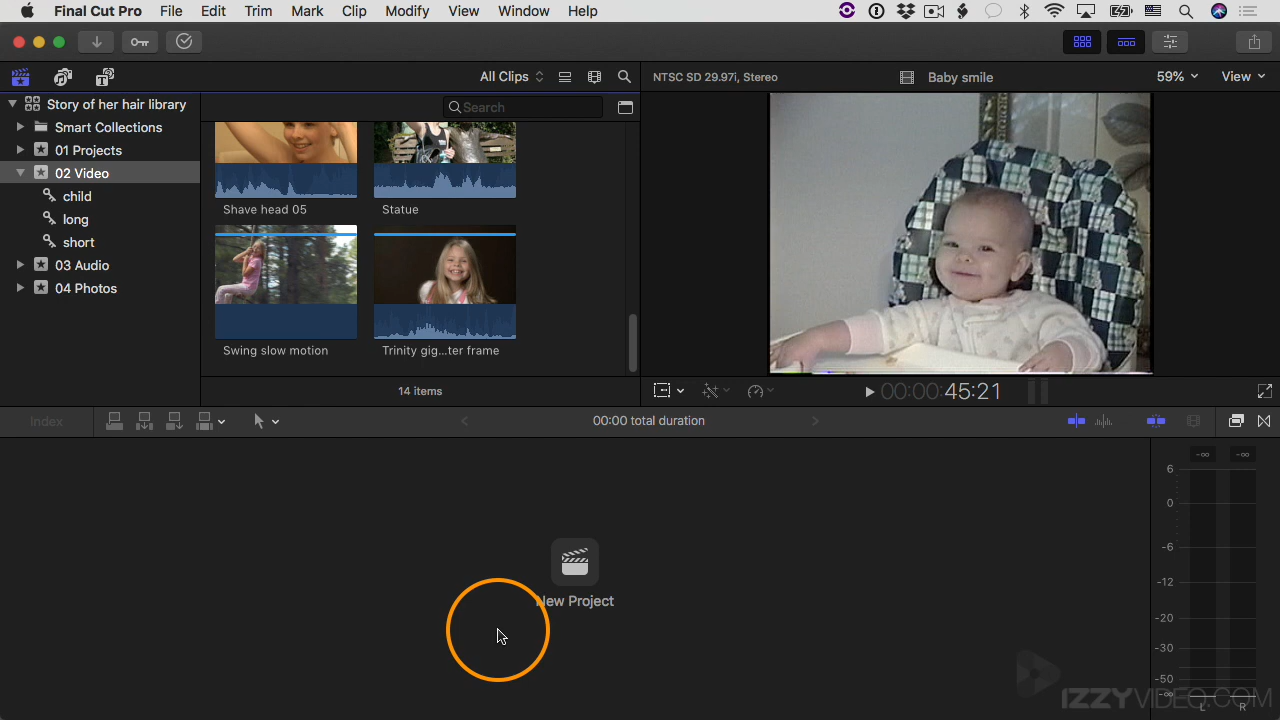 Final Cut Pro File Edit Trim Mark Clip Modify View Window Help
All Clips
NTSC SD 29.97i, Stereo
Baby smile
59%
View
Story of her hair library
Search
Smart Collections
01 Projects
02 Video
child
long
short
03 Audio
04 Photos
Shave head 05
Statue
Swing slow motion
Trinity gig...ter frame
14 items
00:00:45:21
Index
00:00 total duration
-∞ -∞
6
0
-6
-12
-20
-30
-50
-∞
L R
New Project
IZZYVIDEO.COM